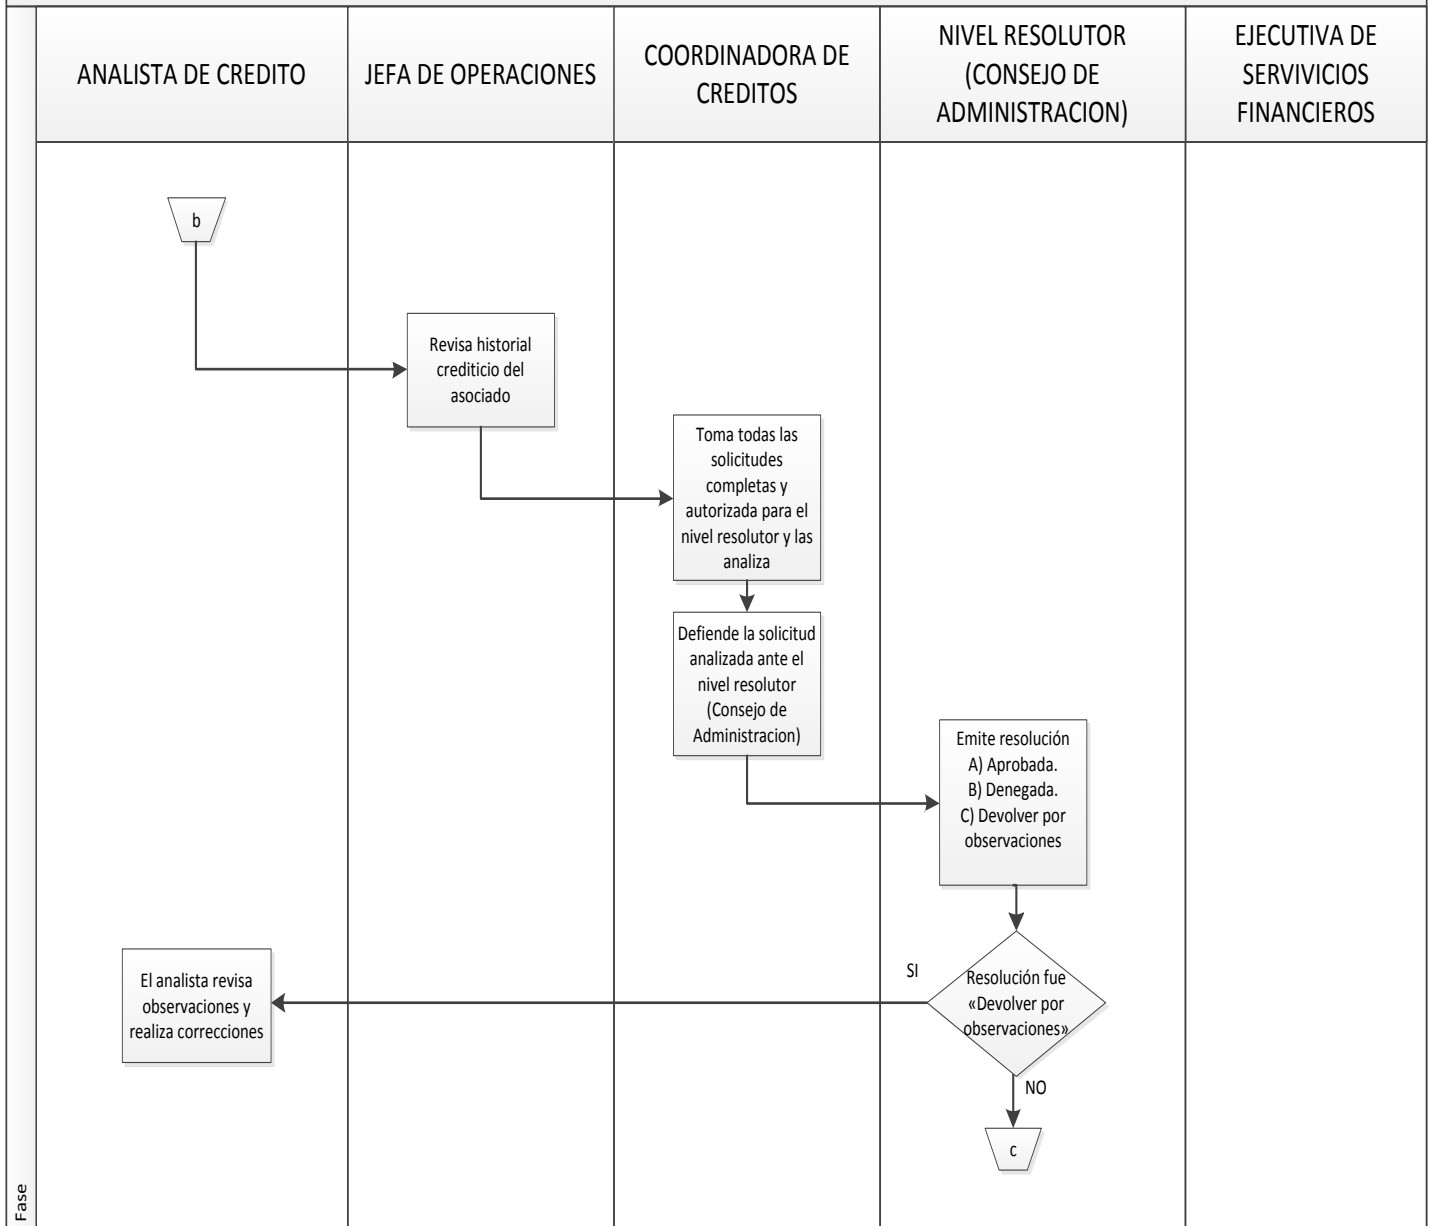 ANALISTA DE CREDITO
JEFA DE OPERACIONES
COORDINADORA DE
CREDITOS
NIVEL RESOLUTOR
(CONSEJO DE
ADMINISTRACION)
EJECUTIVA DE
SERVIVICIOS
FINANCIEROS
b
Revisa historial
crediticio del
asociado
Toma todas las
solicitudes
completas y
autorizada para el
nivel resolutor y las
analiza
Defiende la solicitud
analizada ante el
nivel resolutor
(Consejo de
Administracion)
Emite resolución
A) Aprobada.
B) Denegada.
C) Devolver por
observaciones
Resolución fue
«Devolver por
observaciones»
SI
El analista revisa
observaciones y
realiza correcciones
NO
c
Fase